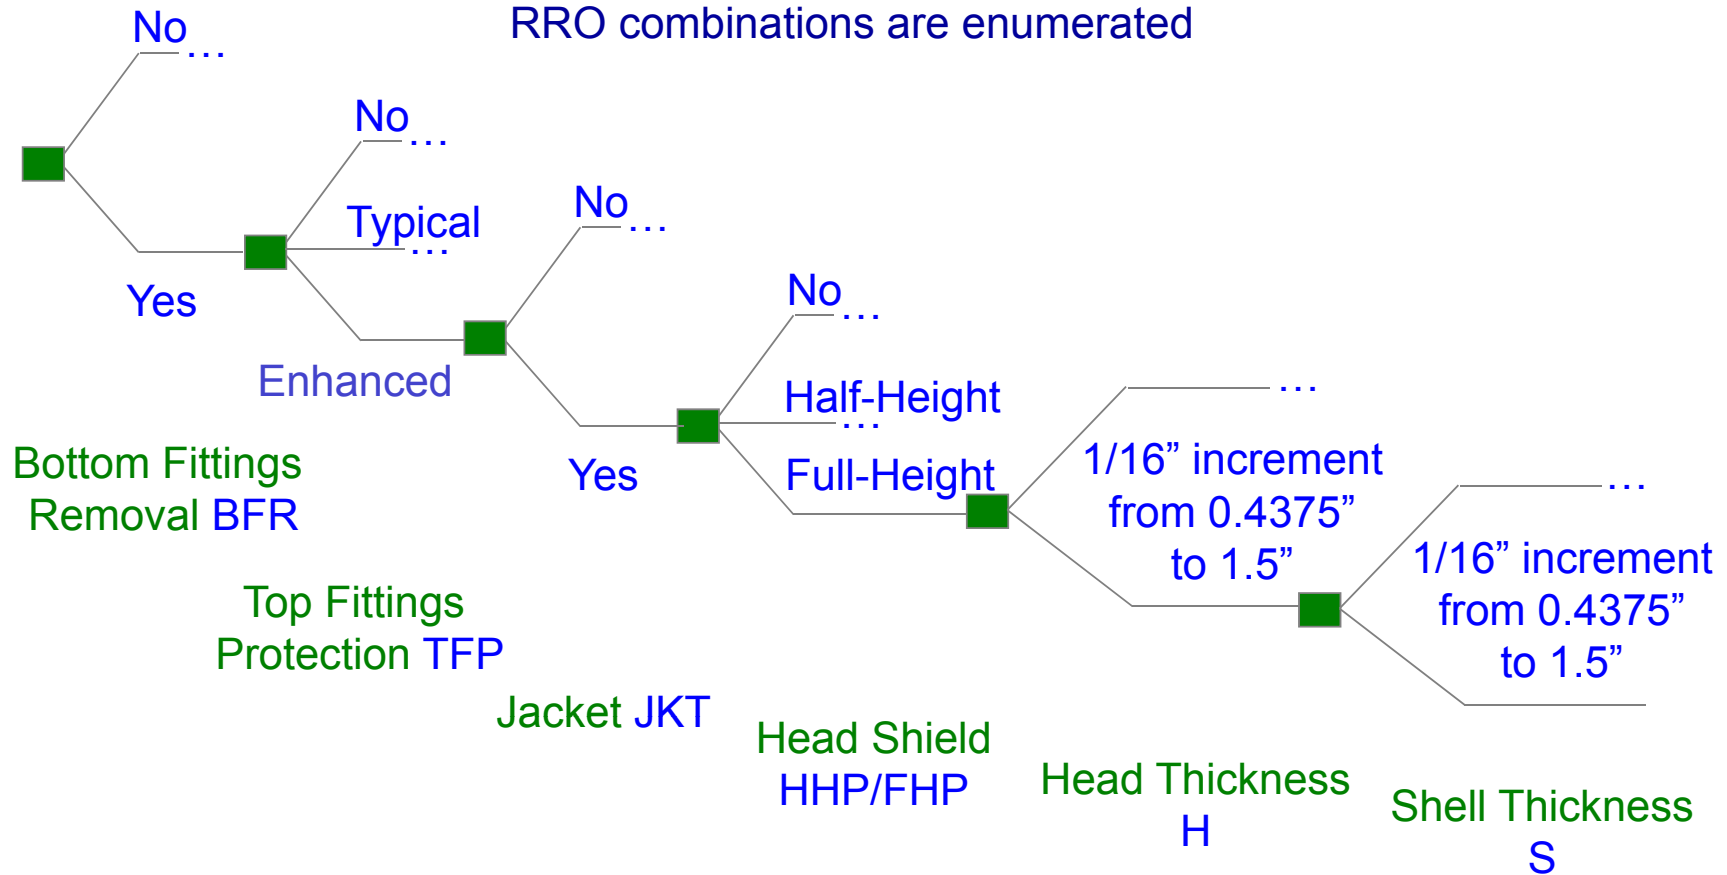 RRO combinations are enumerated
No
...
No
...
Typical
...
Yes
No
...
Enhanced
No
...
Half-Height
...
Yes
Full-Height
...
1/16” increment
from 0.4375”
to 1.5”
...
1/16” increment
from 0.4375”
to 1.5”
Bottom Fittings
Removal BFR
Top Fittings
Protection TFP
Jacket JKT
Head Shield
HHP/FHP
Head Thickness
H
Shell Thickness
S